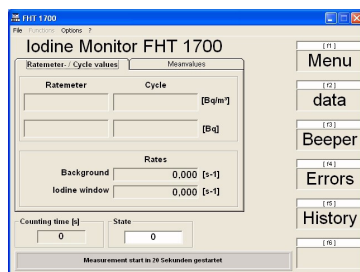 FHT 1700
File Functions Options ?
Iodine Monitor FHT 1700
Ratemeter- / Cycle values Meanvalues
Ratemeter Cycle
[Bq/m³]
[Bq]
Rates
Background 0,000 [s-1]
Iodine window 0,000 [s-1]
Counting time [s] State
0 0
Measurement start in 20 Sekunden gestartet
[ f1 ]
Menu
[ f2 ]
data
[ f3 ]
Beeper
[ f4 ]
Errors
[ f5 ]
History
[ f6 ]